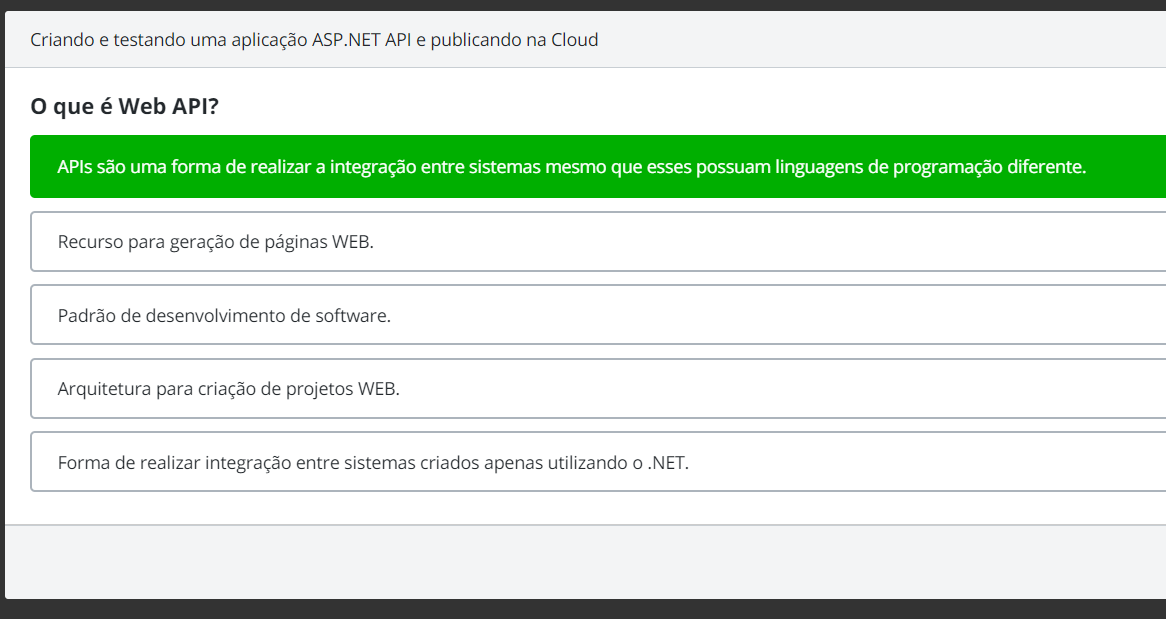 Criando e testando uma aplicação ASP.NET API e publicando na Cloud
O que é Web API?
APIs são uma forma de realizar a integração entre sistemas mesmo que esses possuam linguagens de programação diferente.
Recurso para geração de páginas WEB.
Padrão de desenvolvimento de software.
Arquitetura para criação de projetos WEB.
Forma de realizar integração entre sistemas criados apenas utilizando o .NET.